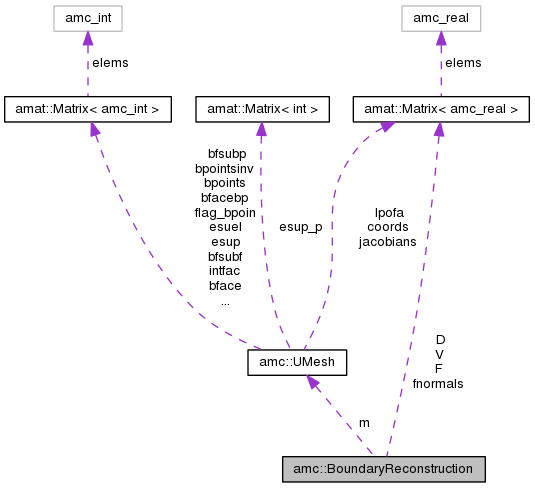 amc_int
amc_real
elems
elems
amat::Matrix< amc_int >
amat::Matrix< int >
amat::Matrix< amc_real >
bfsubp
bpointsinv
bpoints
bfacebp
flag_bpoin
esuel
esup
bfsubf
intfac
bface
...
esup_p
lpofa
coords
jacobians
amc::UMesh
D
V
F
fnormals
m
amc::BoundaryReconstruction